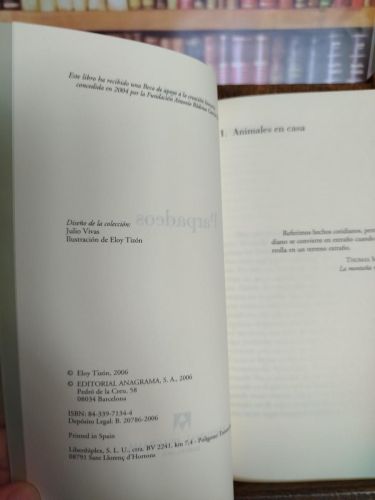 Este libro ha recibido una Beca de apoyo a la creación literaria
concedida en 2004 por la Fundación Antonio
Parpadeos
Diseño de la colección:
Julio Vivas
Ilustración de Eloy Tizón
© Eloy Tizón, 2006
© EDITORIAL ANAGRAMA, S. A., 2006
Pedró de la Creu, 58
08034 Barcelona
ISBN: 84-339-7134-4
Depósito Legal: B. 20786-2006
Printed in Spain
Liberdúplex, S. L. U., ctra. BV 2241, km 7,4 - Polígono
08791 Sant Llorenç d'Hortons
1. Animales en casa
Referimos hechos cotidianos, pero
diano se convierte en extraño cuando
rrolla en un terreno extraño.
THOMAS
La montaña